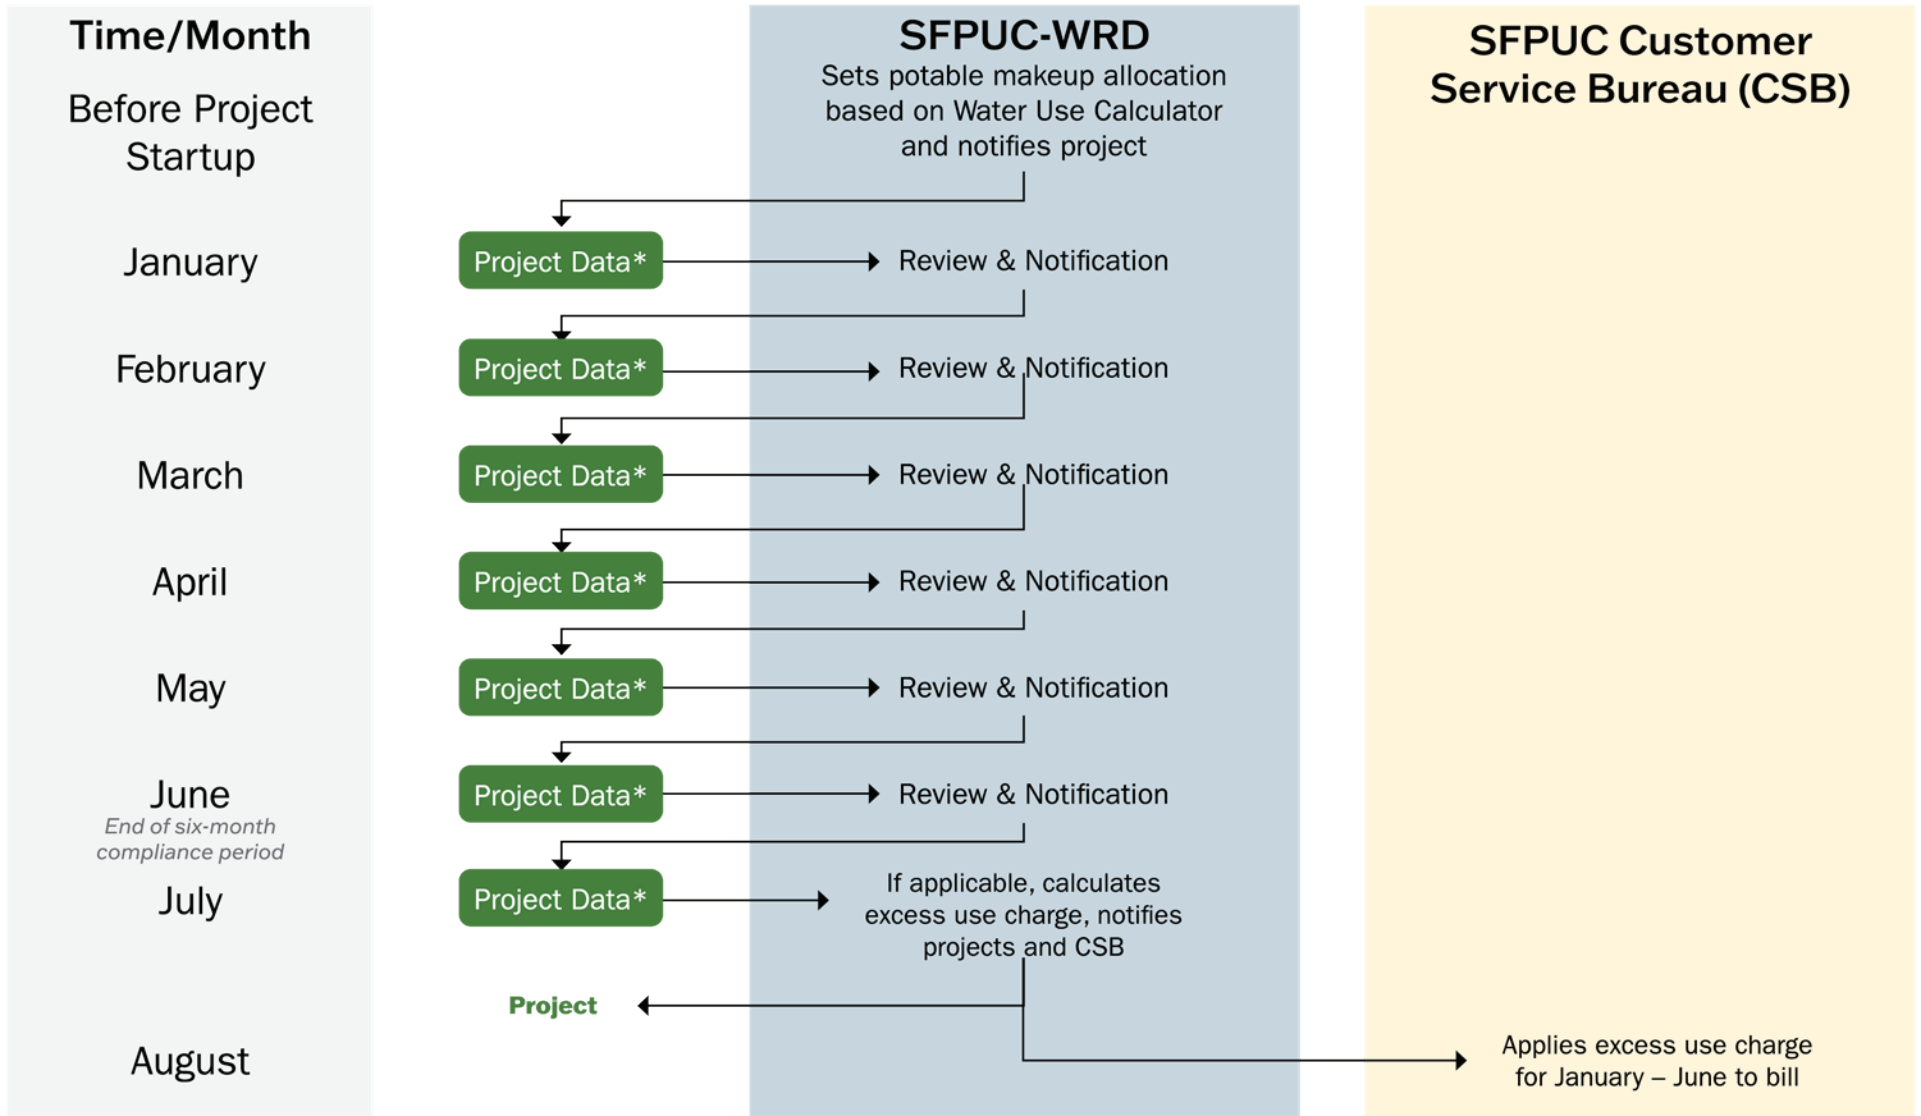 Time/Month
SFPUC-WRD
SFPUC Customer
Service Bureau (CSB)
Before Project
Startup
Sets potable makeup allocation
based on Water Use Calculator
and notifies project
January
Project Data*
Review & Notification
February
Project Data*
Review & Notification
March
Project Data*
Review & Notification
April
Project Data*
Review & Notification
May
Project Data*
Review & Notification
June
End of six-month
compliance period
Project Data*
Review & Notification
July
Project Data*
If applicable, calculates
excess use charge, notifies
projects and CSB
Project
August
Applies excess use charge
for January – June to bill